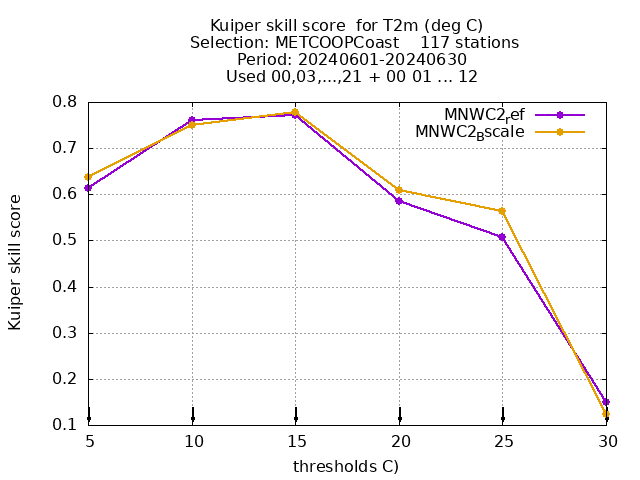 Kuiper skill score  for T2m (deg C)
Selection: METCOOPCoast    117 stations
Period: 20240601-20240630
Used 00,03,...,21 + 00 01 ... 12
MNWC2ref
MNWC2Bscale
Kuiper skill score
0.8
0.7
0.6
0.5
0.4
0.3
0.2
0.1
5 10 15 20 25 30
thresholds C)